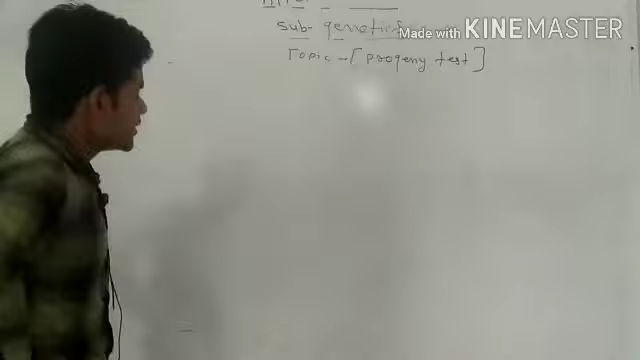 sub- genetics
Made with KINEMASTER
Topic -[ progeny test ]